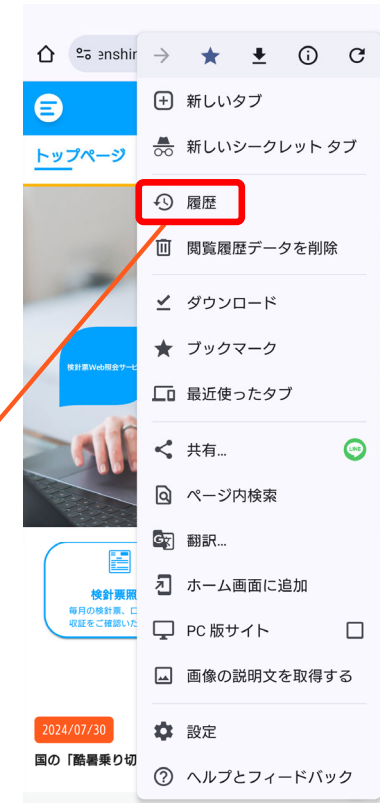 enshin
新しいタブ
新しいシークレット タブ
トップページ
履歴
閲覧履歴データを削除
ダウンロード
ブックマーク
検針票Web照会サービ
最近使ったタブ
共有...
LINE
ページ内検索
翻訳...
ホーム画面に追加
検針票照
毎月の検針票、口
収証をご確認いた
PC 版サイト
画像の説明文を取得する
2024/07/30
設定
国の「酷暑乗り切
ヘルプとフィードバック